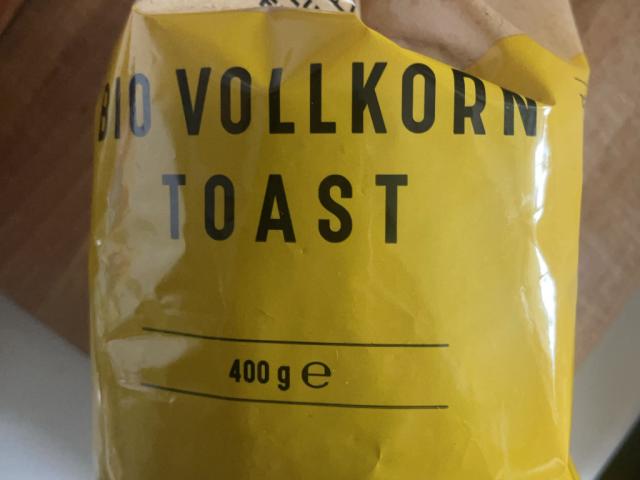 BIO VOLLKORN
TOAST
400 g ℮